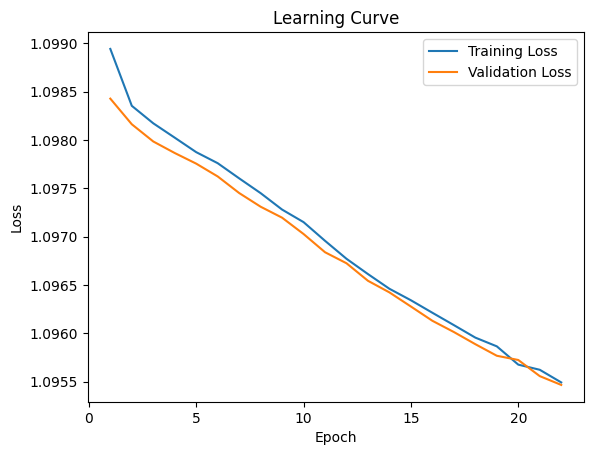 Learning Curve
Training Loss
Validation Loss
1.0990
1.0985
1.0980
1.0975
1.0970
1.0965
1.0960
1.0955
Loss
0 5 10 15 20
Epoch